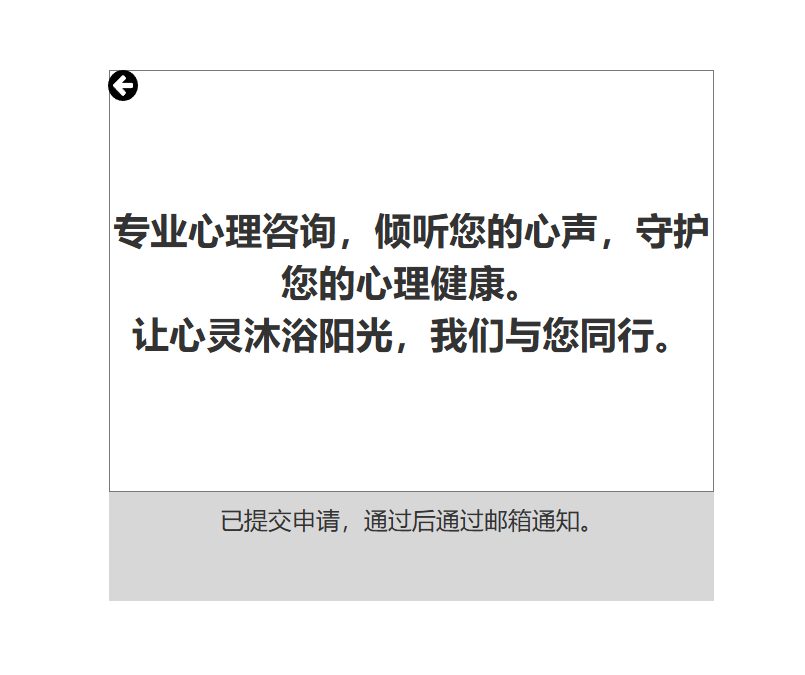 专业心理咨询，倾听您的心声，守护
您的心理健康。
让心灵沐浴阳光，我们与您同行。
已提交申请，通过后通过邮箱通知。